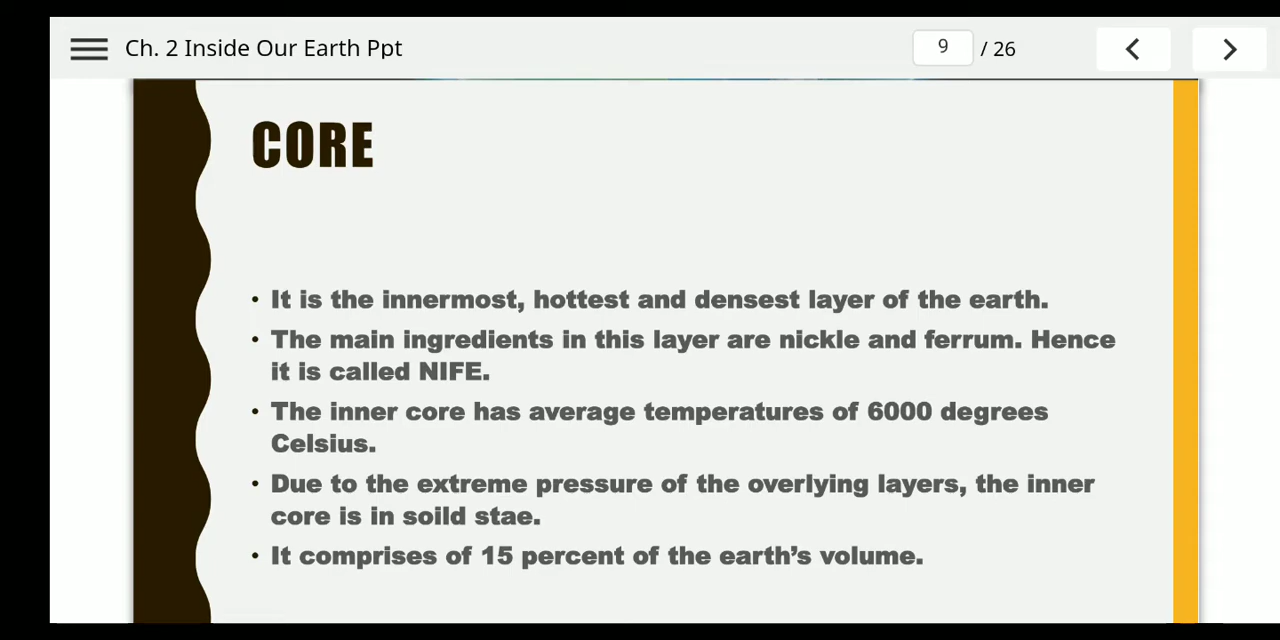 Ch. 2 Inside Our Earth Ppt
9 / 26
CORE
• It is the innermost, hottest and densest layer of the earth.
• The main ingredients in this layer are nickle and ferrum. Hence
it is called NIFE.
• The inner core has average temperatures of 6000 degrees
Celsius.
• Due to the extreme pressure of the overlying layers, the inner
core is in soild stae.
• It comprises of 15 percent of the earth’s volume.